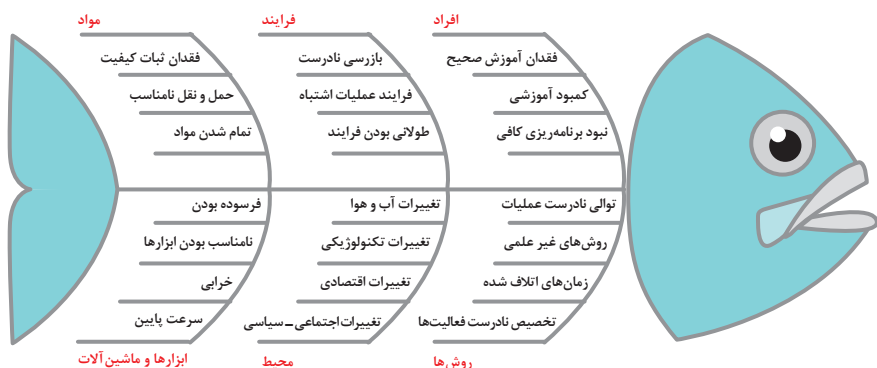 افراد
فقدان آموزش صحیح
کمبود آموزشی
نبود برنامه‌ریزی کافی
فرایند
بازرسی نادرست
فرایند عملیات اشتباه
طولانی بودن فرایند
مواد
فقدان ثبات کیفیت
حمل و نقل نامناسب
تمام شدن مواد
توالی نادرست عملیات
روش‌های غیر علمی
زمان‌های اتلاف شده
تخصیص نادرست فعالیت‌ها
روش‌ها
تغییرات آب و هوا
تغییرات تکنولوژیکی
تغییرات اقتصادی
تغییرات اجتماعی ـ سیاسی
محیط
فرسوده بودن
نامناسب بودن ابزارها
خرابی
سرعت پایین
ابزارها و ماشین‌آلات